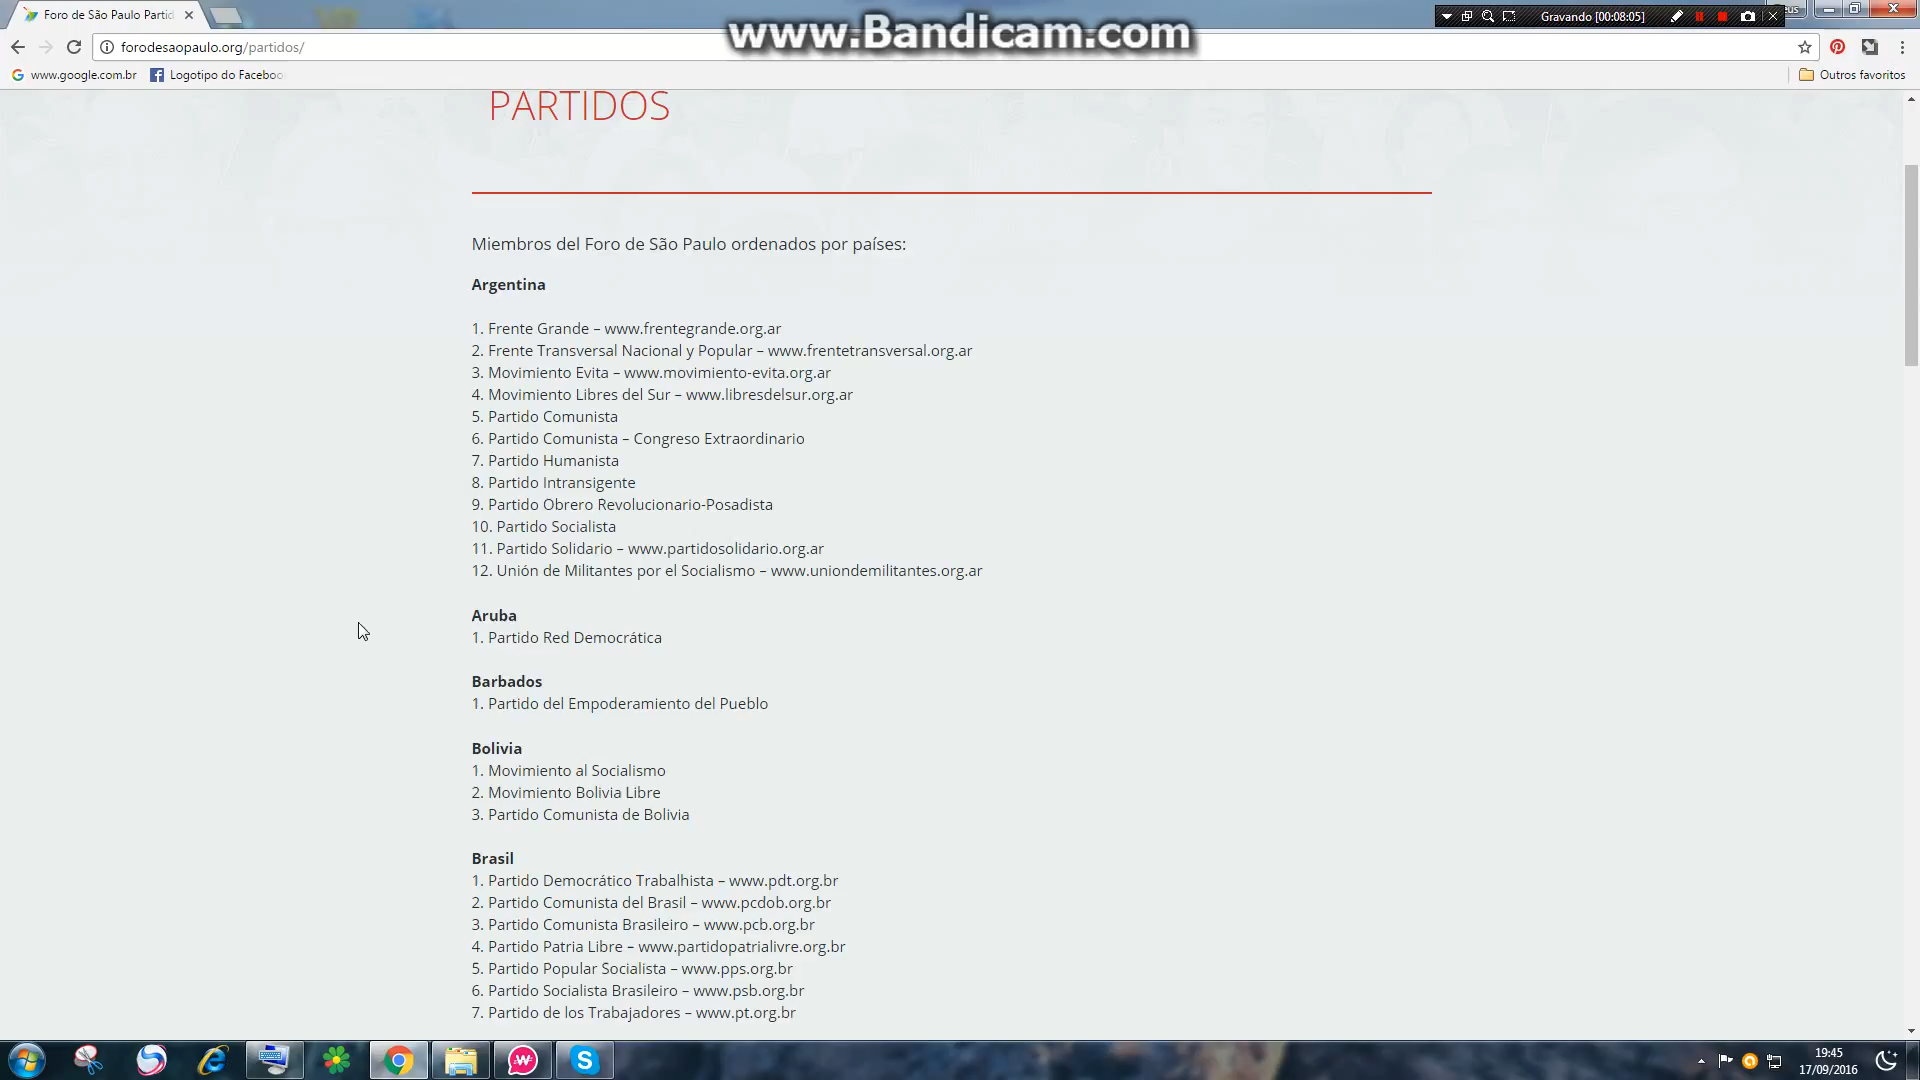 Foro de São Paulo Partid
www.Bandicam.com
Gravando [00:08:05]
forodesaopaulo.org/partidos/
www.google.com.br
Logotipo do Faceboo
Outros favoritos
PARTIDOS
Miembros del Foro de São Paulo ordenados por países:
Argentina
1. Frente Grande – www.frentegrande.org.ar
2. Frente Transversal Nacional y Popular – www.frentetransversal.org.ar
3. Movimiento Evita – www.movimiento-evita.org.ar
4. Movimiento Libres del Sur – www.libresdelsur.org.ar
5. Partido Comunista
6. Partido Comunista – Congreso Extraordinario
7. Partido Humanista
8. Partido Intransigente
9. Partido Obrero Revolucionario-Posadista
10. Partido Socialista
11. Partido Solidario – www.partidosolidario.org.ar
12. Unión de Militantes por el Socialismo – www.uniondemilitantes.org.ar
Aruba
1. Partido Red Democrática
Barbados
1. Partido del Empoderamiento del Pueblo
Bolivia
1. Movimiento al Socialismo
2. Movimiento Bolivia Libre
3. Partido Comunista de Bolivia
Brasil
1. Partido Democrático Trabalhista – www.pdt.org.br
2. Partido Comunista del Brasil – www.pcdob.org.br
3. Partido Comunista Brasileiro – www.pcb.org.br
4. Partido Patria Libre – www.partidopatrialivre.org.br
5. Partido Popular Socialista – www.pps.org.br
6. Partido Socialista Brasileiro – www.psb.org.br
7. Partido de los Trabajadores – www.pt.org.br
19:45
17/09/2016